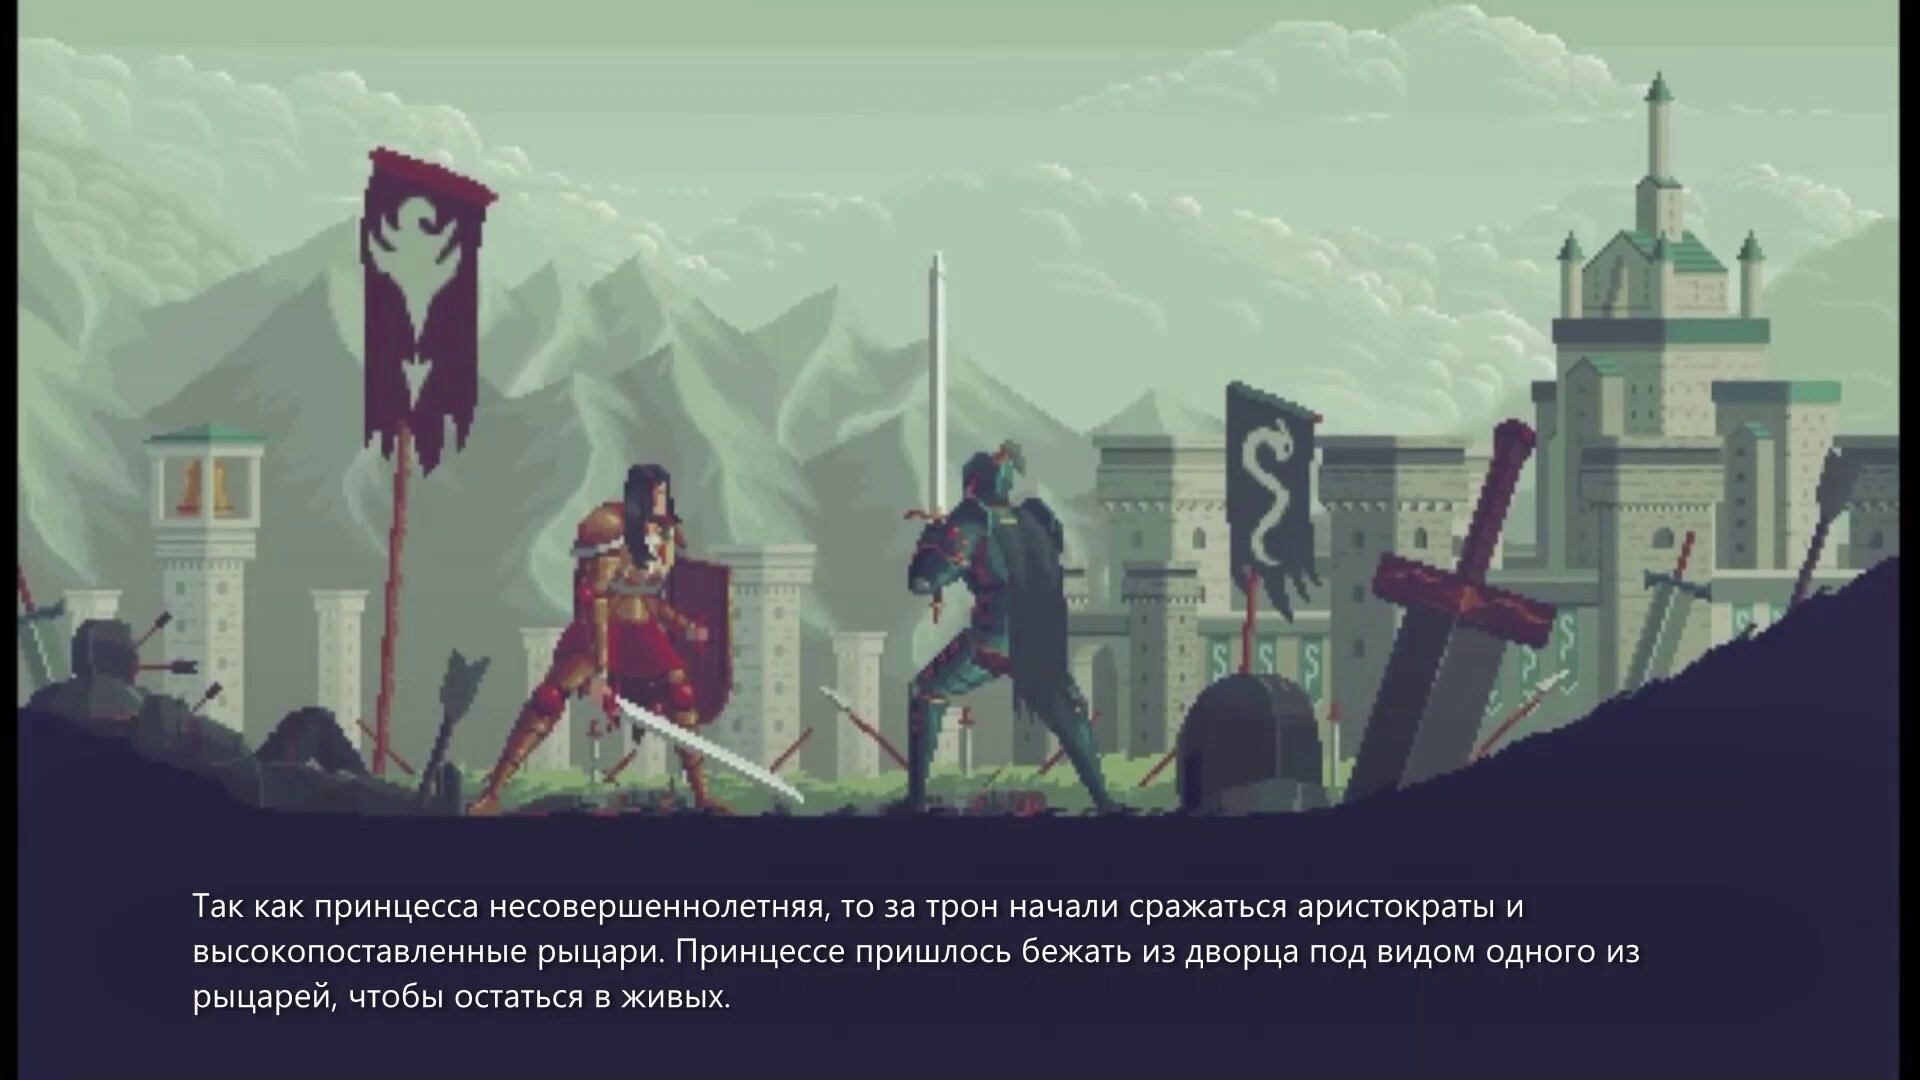 Так как принцесса несовершеннолетняя, то за трон начали сражаться аристократы и
высокопоставленные рыцари. Принцессе пришлось бежать из дворца под видом одного из
рыцарей, чтобы остаться в живых.